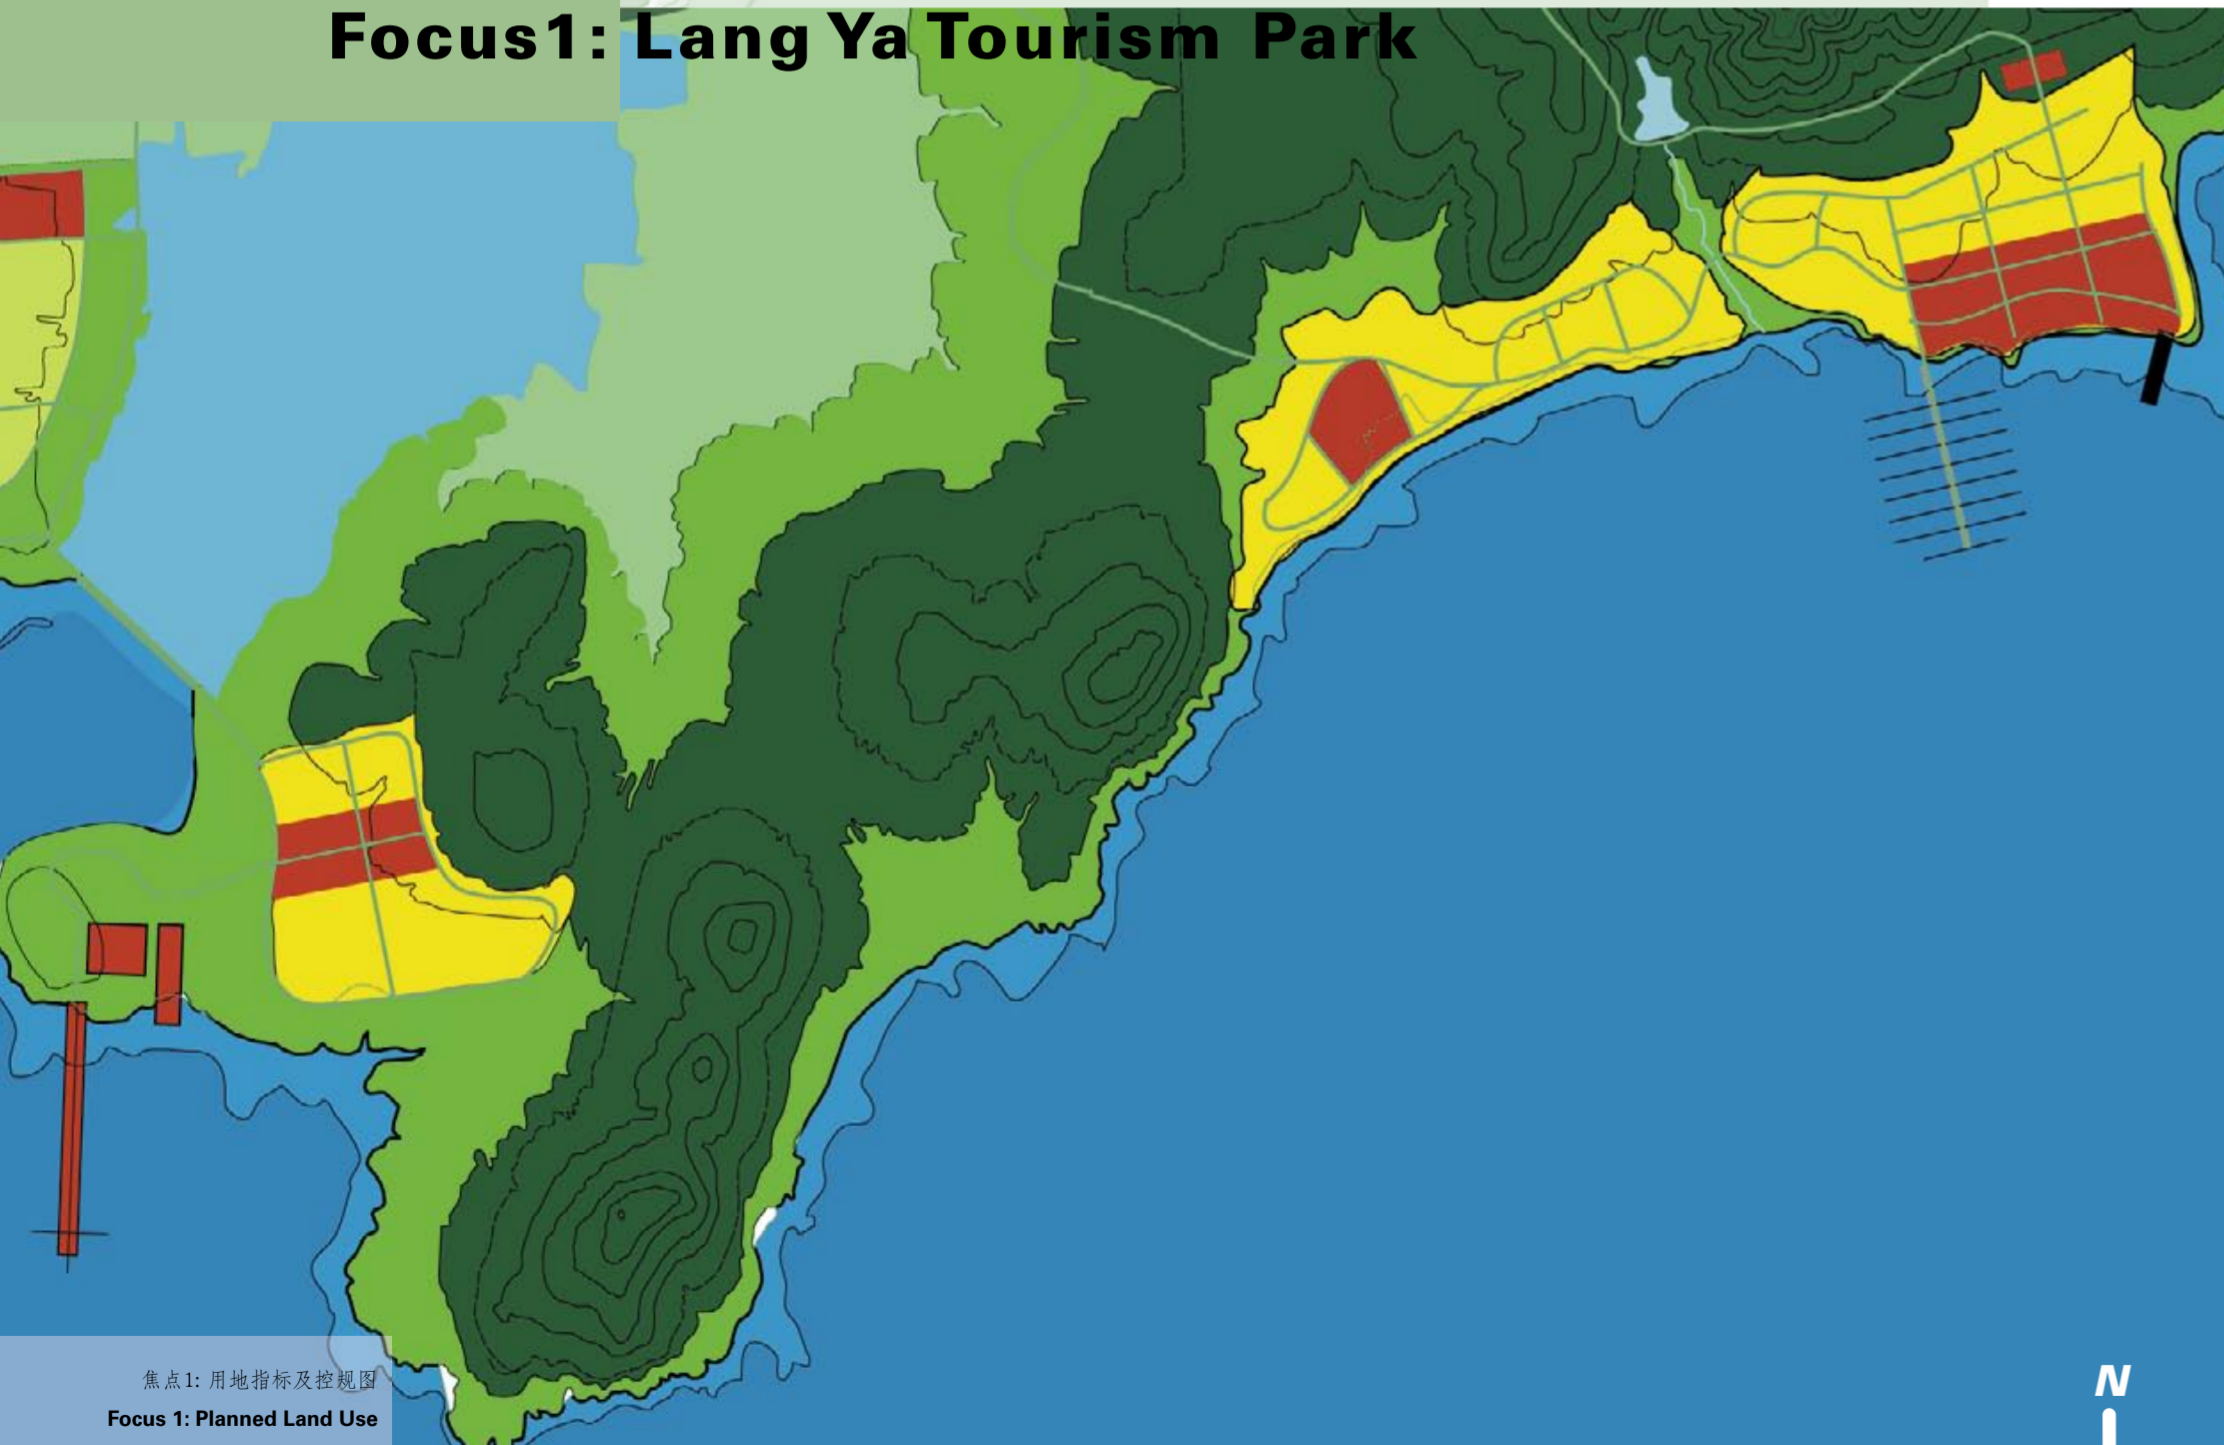 Focus1: Lang Ya Tourism Park
焦点1: 用地指标及控规图
Focus 1: Planned Land Use
N